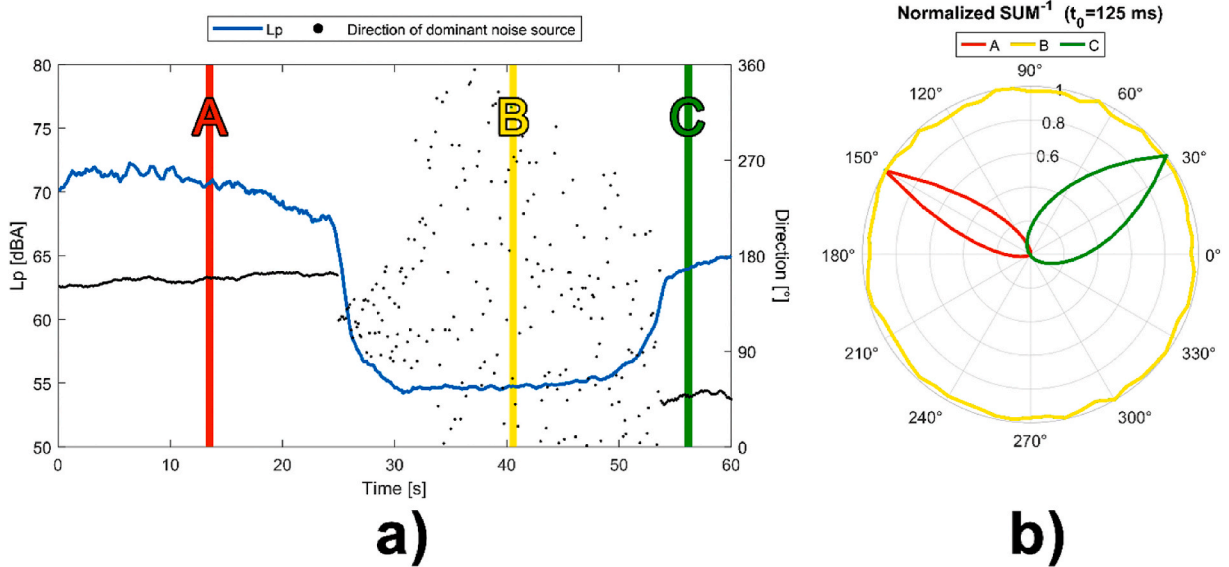 Lp Direction of dominant noise source
80 360
75
A B C
270
70
Lp [dBA] Direction [°]
65
180
60
90
55
50 0
0 10 20 30 40 50 60
Time [s]
a)
Normalized SUM⁻¹ (t₀=125 ms)
A B C
90°
120° 1 60°
0.8
150° 0.6 30°
180° 0°
210° 330°
240° 300°
270°
b)